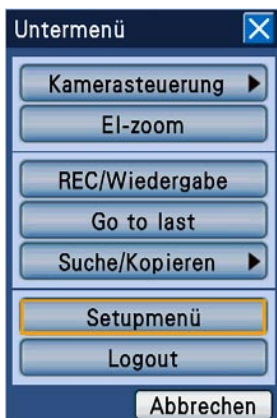 Untermenü
Kamerasteuerung
El-zoom
REC/Wiedergabe
Go to last
Suche/Kopieren
Setupmenü
Logout
Abbrechen